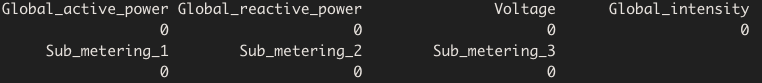 Global_active_power Global_reactive_power Voltage Global_intensity
0 0 0 0
Sub_metering_1 Sub_metering_2 Sub_metering_3
0 0 0